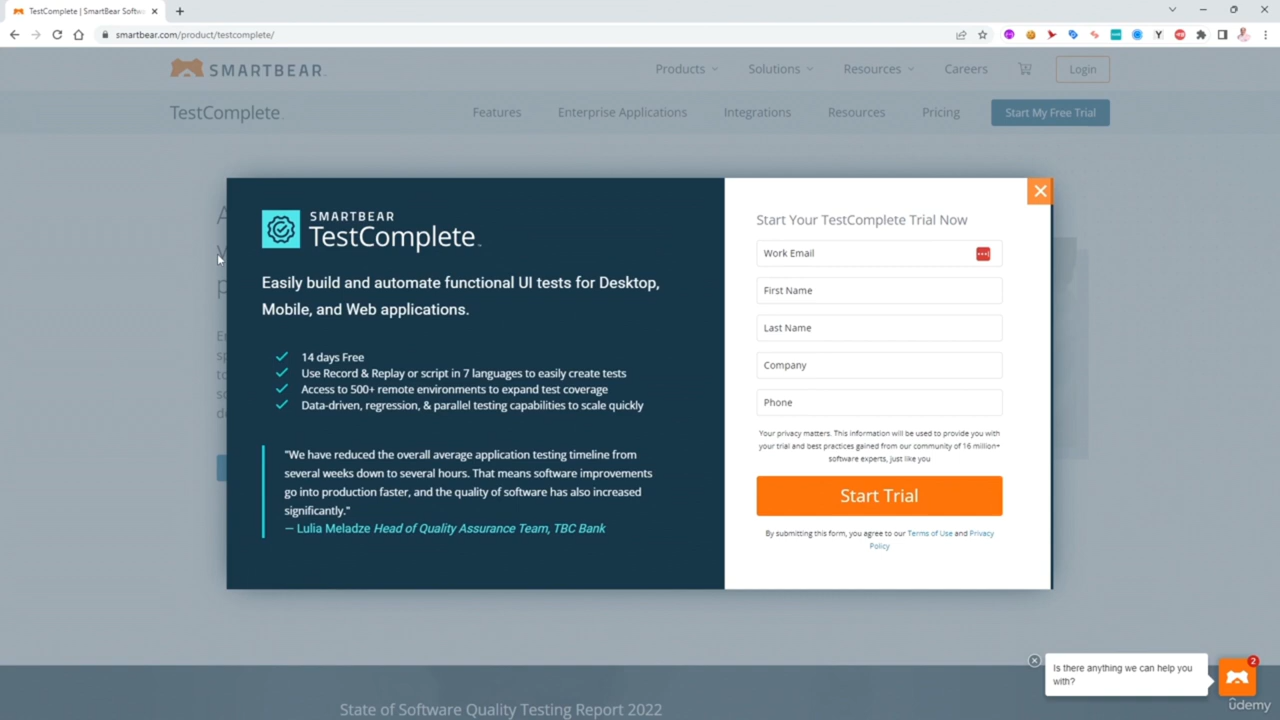 TestComplete | SmartBear Softw
smartbear.com/product/testcomplete/
SMARTBEAR
Products
Solutions
Resources
Careers
Login
TestComplete
Features
Enterprise Applications
Integrations
Resources
Pricing
Start My Free Trial
SMARTBEAR
TestComplete
Easily build and automate functional UI tests for Desktop,
Mobile, and Web applications.
14 days Free
Use Record & Replay or script in 7 languages to easily create tests
Access to 500+ remote environments to expand test coverage
Data-driven, regression, & parallel testing capabilities to scale quickly
"We have reduced the overall average application testing timeline from
several weeks down to several hours. That means software improvements
go into production faster, and the quality of software has also increased
significantly."
— Lulia Meladze Head of Quality Assurance Team, TBC Bank
Start Your TestComplete Trial Now
Work Email
First Name
Last Name
Company
Phone
Your privacy matters. This information will be used to provide you with
your trial and best practices gained from our community of 16 million+
software experts, just like you
Start Trial
By submitting this form, you agree to our Terms of Use and Privacy
Policy
Is there anything we can help you
with?
2
State of Software Quality Testing Report 2022
ûdemy